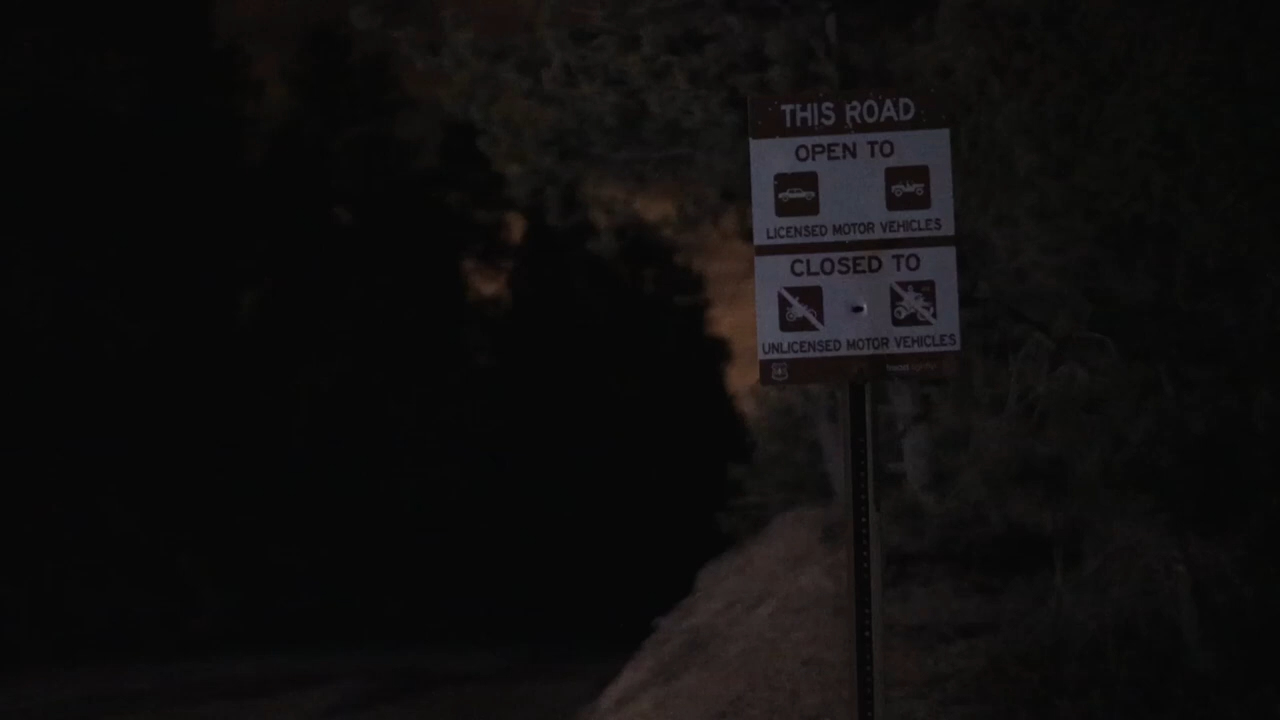 THIS ROAD
OPEN TO
LICENSED MOTOR VEHICLES
CLOSED TO
UNLICENSED MOTOR VEHICLES